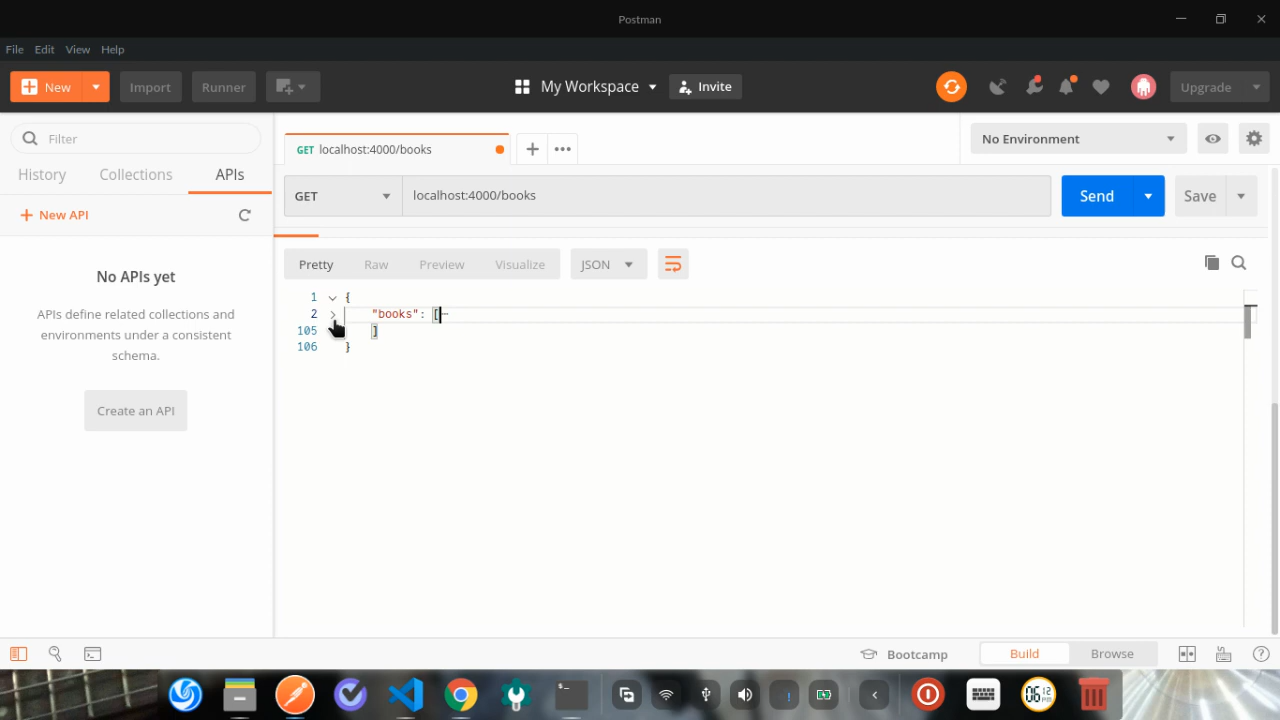 Postman
File Edit View Help
New Import Runner My Workspace Invite Upgrade
Filter
History Collections APIs
New API
No APIs yet
APIs define related collections and
environments under a consistent
schema.
Create an API
GET localhost:4000/books
No Environment
GET localhost:4000/books Send Save
Pretty Raw Preview Visualize JSON
1 {
2 "books": [
105 ]
106 }
Bootcamp Build Browse
06:12
PM